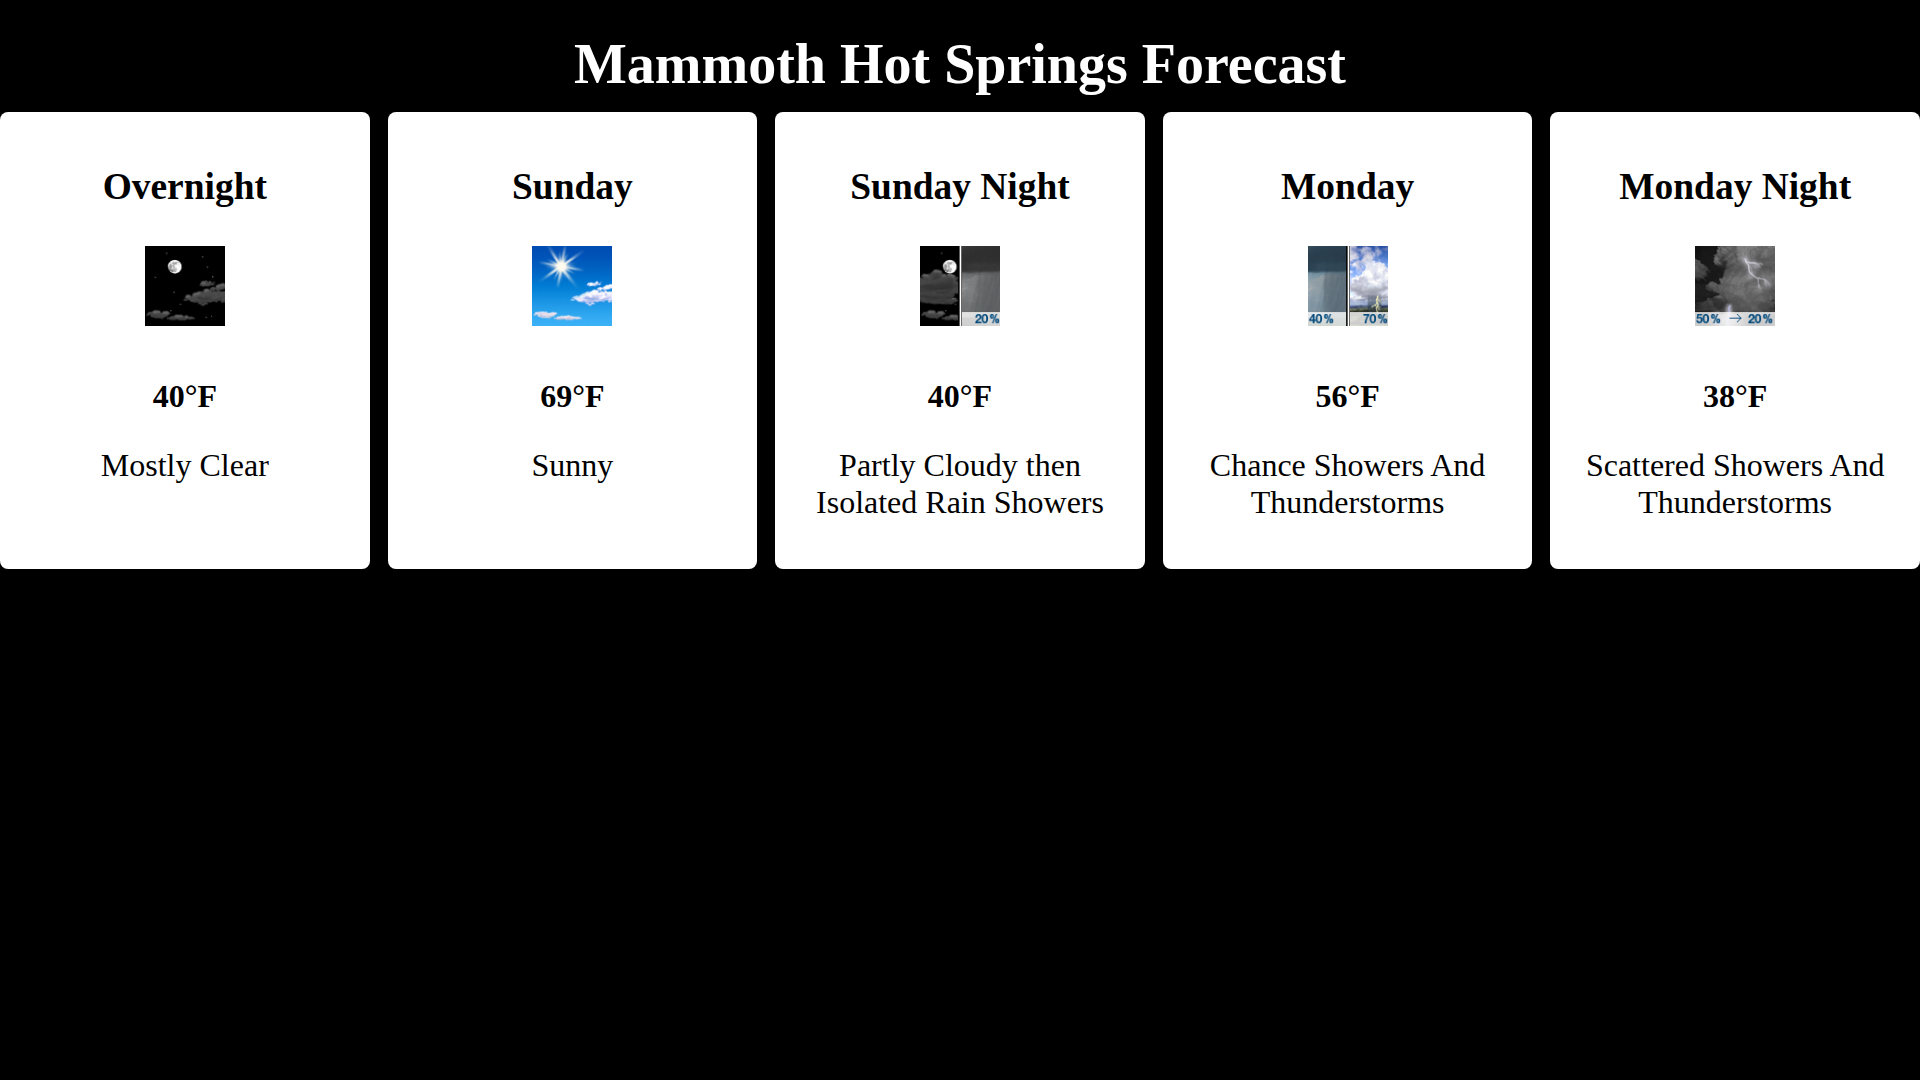 Mammoth Hot Springs Forecast
Overnight
40°F
Mostly Clear
Sunday
69°F
Sunny
Sunday Night
20%
40°F
Partly Cloudy then
Isolated Rain Showers
Monday
40% 70%
56°F
Chance Showers And
Thunderstorms
Monday Night
50% → 20%
38°F
Scattered Showers And
Thunderstorms